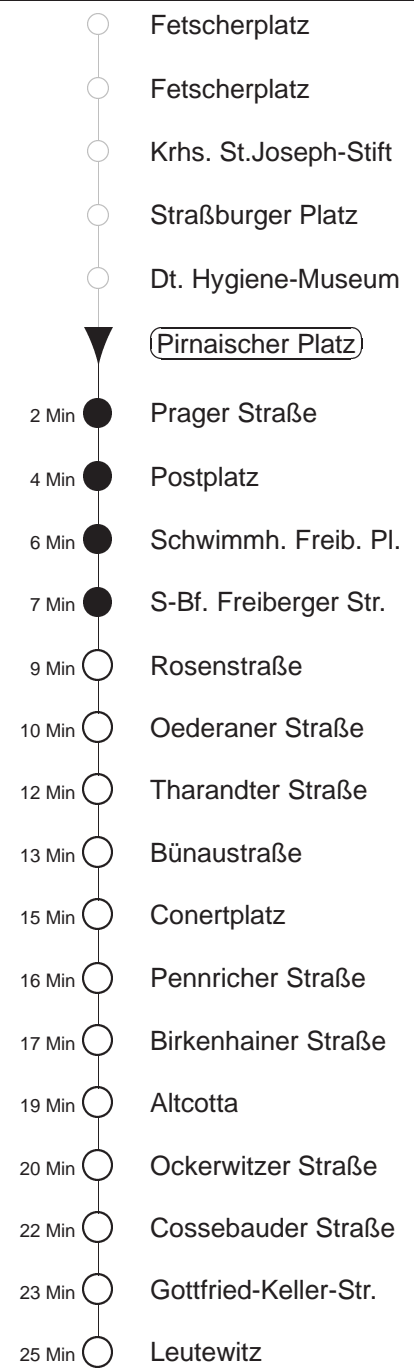 Fetscherplatz
Fetscherplatz
Krhs. St.Joseph-Stift
Straßburger Platz
Dt. Hygiene-Museum
Pirnaischer Platz
2 Min Prager Straße
4 Min Postplatz
6 Min Schwimmh. Freib. Pl.
7 Min S-Bf. Freiberger Str.
9 Min Rosenstraße
10 Min Oederaner Straße
12 Min Tharandter Straße
13 Min Bünaustraße
15 Min Conertplatz
16 Min Pennricher Straße
17 Min Birkenhainer Straße
19 Min Altcotta
20 Min Ockerwitzer Straße
22 Min Cossebauder Straße
23 Min Gottfried-Keller-Str.
25 Min Leutewitz